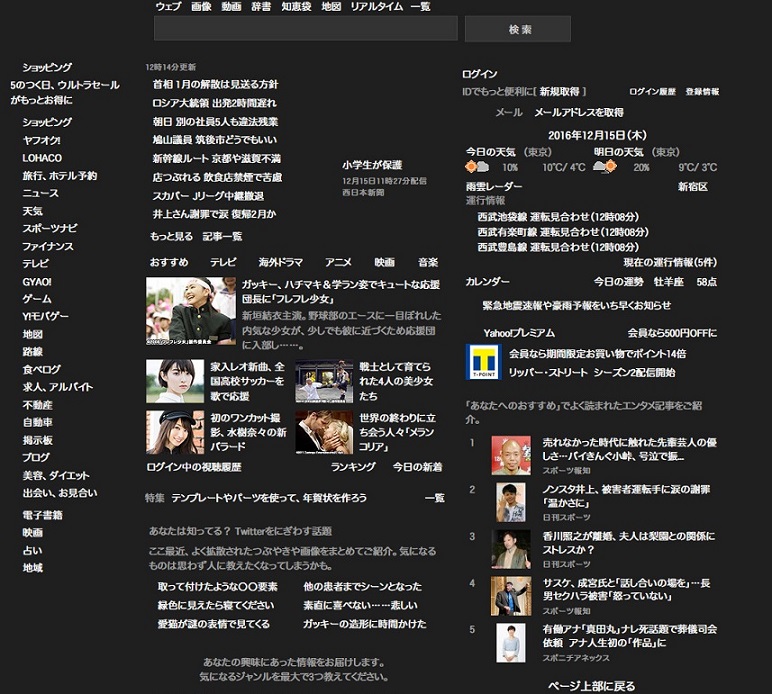 ウェブ 画像 動画 辞書 知恵袋 地図 リアルタイム 一覧
検索
ショッピング
5のつく日、ウルトラセール
がもっとお得に
ショッピング
ヤフオク!
LOHACO
旅行、ホテル予約
ニュース
天気
スポーツナビ
ファイナンス
テレビ
GYAO!
ゲーム
Y!モバゲー
地図
路線
食べログ
求人、アルバイト
不動産
自動車
掲示板
ブログ
美容、ダイエット
出会い、お見合い
電子書籍
映画
占い
地域
12時14分更新
首相 1月の解散は見送る方針
ロシア大統領 出発2時間遅れ
朝日 別の社員5人も違法残業
鳩山議員 筑後市どうでもいい
新幹線ルート 京都や滋賀不満
店つぶれる 飲食店禁煙で苦慮
スカパー Jリーグ中継撤退
井上さん謝罪で涙 復帰2月か
もっと見る 記事一覧
小学生が保護
12月15日11時27分配信
西日本新聞
おすすめ テレビ 海外ドラマ アニメ 映画 音楽
ガッキー、ハチマキ＆学ラン姿でキュートな応援
団長に「フレフレ少女」
新垣結衣主演。野球部のエースに一目ぼれした
内気な少女が、少しでも彼に近づくため応援団
に入部し……。
家入レオ新曲、全
国高校サッカーを
歌で応援
戦士として育てら
れた4人の美少女
たち
初のワンカット撮
影、水樹奈々の新
バラード
世界の終わりに立
ち会う人々「メラン
コリア」
ログイン中の視聴履歴 ランキング 今日の新着
特集 テンプレートやパーツを使って、年賀状を作ろう 一覧
あなたは知ってる？ Twitterをにぎわす話題
ここ最近、よく拡散されたつぶやきや画像をまとめてご紹介。気になる
ものは思わず人に教えたくなってしまうかも。
取って付けたような〇〇要素 他の患者までシーンとなった
緑色に見えたら寝てください 素直に喜べない……悲しい
愛猫が謎の表情で見てくる ガッキーの造形に時間かけた
あなたの興味にあった情報をお届けします。
気になるジャンルを最大で3つ教えてください。
ログイン
IDでもっと便利に[ 新規取得 ] ログイン履歴 登録情報
メール メールアドレスを取得
2016年12月15日(木)
今日の天気 (東京) 明日の天気 (東京)
10% 10℃/ 4℃ 20% 9℃/ 3℃
雨雲レーダー 新宿区
運行情報
西武池袋線 運転見合わせ(12時08分)
西武有楽町線 運転見合わせ(12時08分)
西武豊島線 運転見合わせ(12時08分)
現在の運行情報(5件)
カレンダー 今日の運勢 牡羊座 58点
緊急地震速報や豪雨予報をいち早くお知らせ
Yahoo!プレミアム 会員なら500円OFFに
T-POINT
会員なら期間限定お買い物でポイント14倍
リッパー・ストリート シーズン2配信開始
「あなたへのおすすめ」でよく読まれたエンタメ記事をご紹
介。
1 売れなかった時代に触れた先輩芸人の優
しさ…バイきんぐ小峠、号泣で振...
スポーツ報知
2 ノンスタ井上、被害者運転手に涙の謝罪
「温かさに」
日刊スポーツ
3 香川照之が離婚、夫人は梨園との関係に
ストレスか？
日刊スポーツ
4 サスケ、成宮氏と「話し合いの場を」…長
男セクハラ被害「怒っていない」
スポーツ報知
5 有働アナ「真田丸」ナレ死話題で葬儀司会
依頼 アナ人生初の「作品」に
スポニチアネックス
ページ上部に戻る